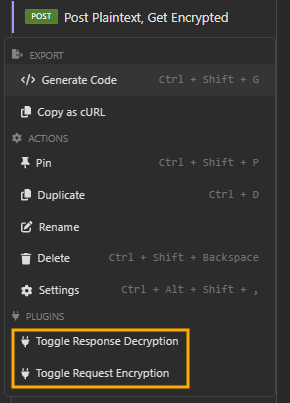 POST Post Plaintext, Get Encrypted
EXPORT
Generate Code Ctrl + Shift + G
Copy as cURL
ACTIONS
Pin Ctrl + Shift + P
Duplicate Ctrl + D
Rename
Delete Ctrl + Shift + Backspace
Settings Ctrl + Alt + Shift + ,
PLUGINS
Toggle Response Decryption
Toggle Request Encryption